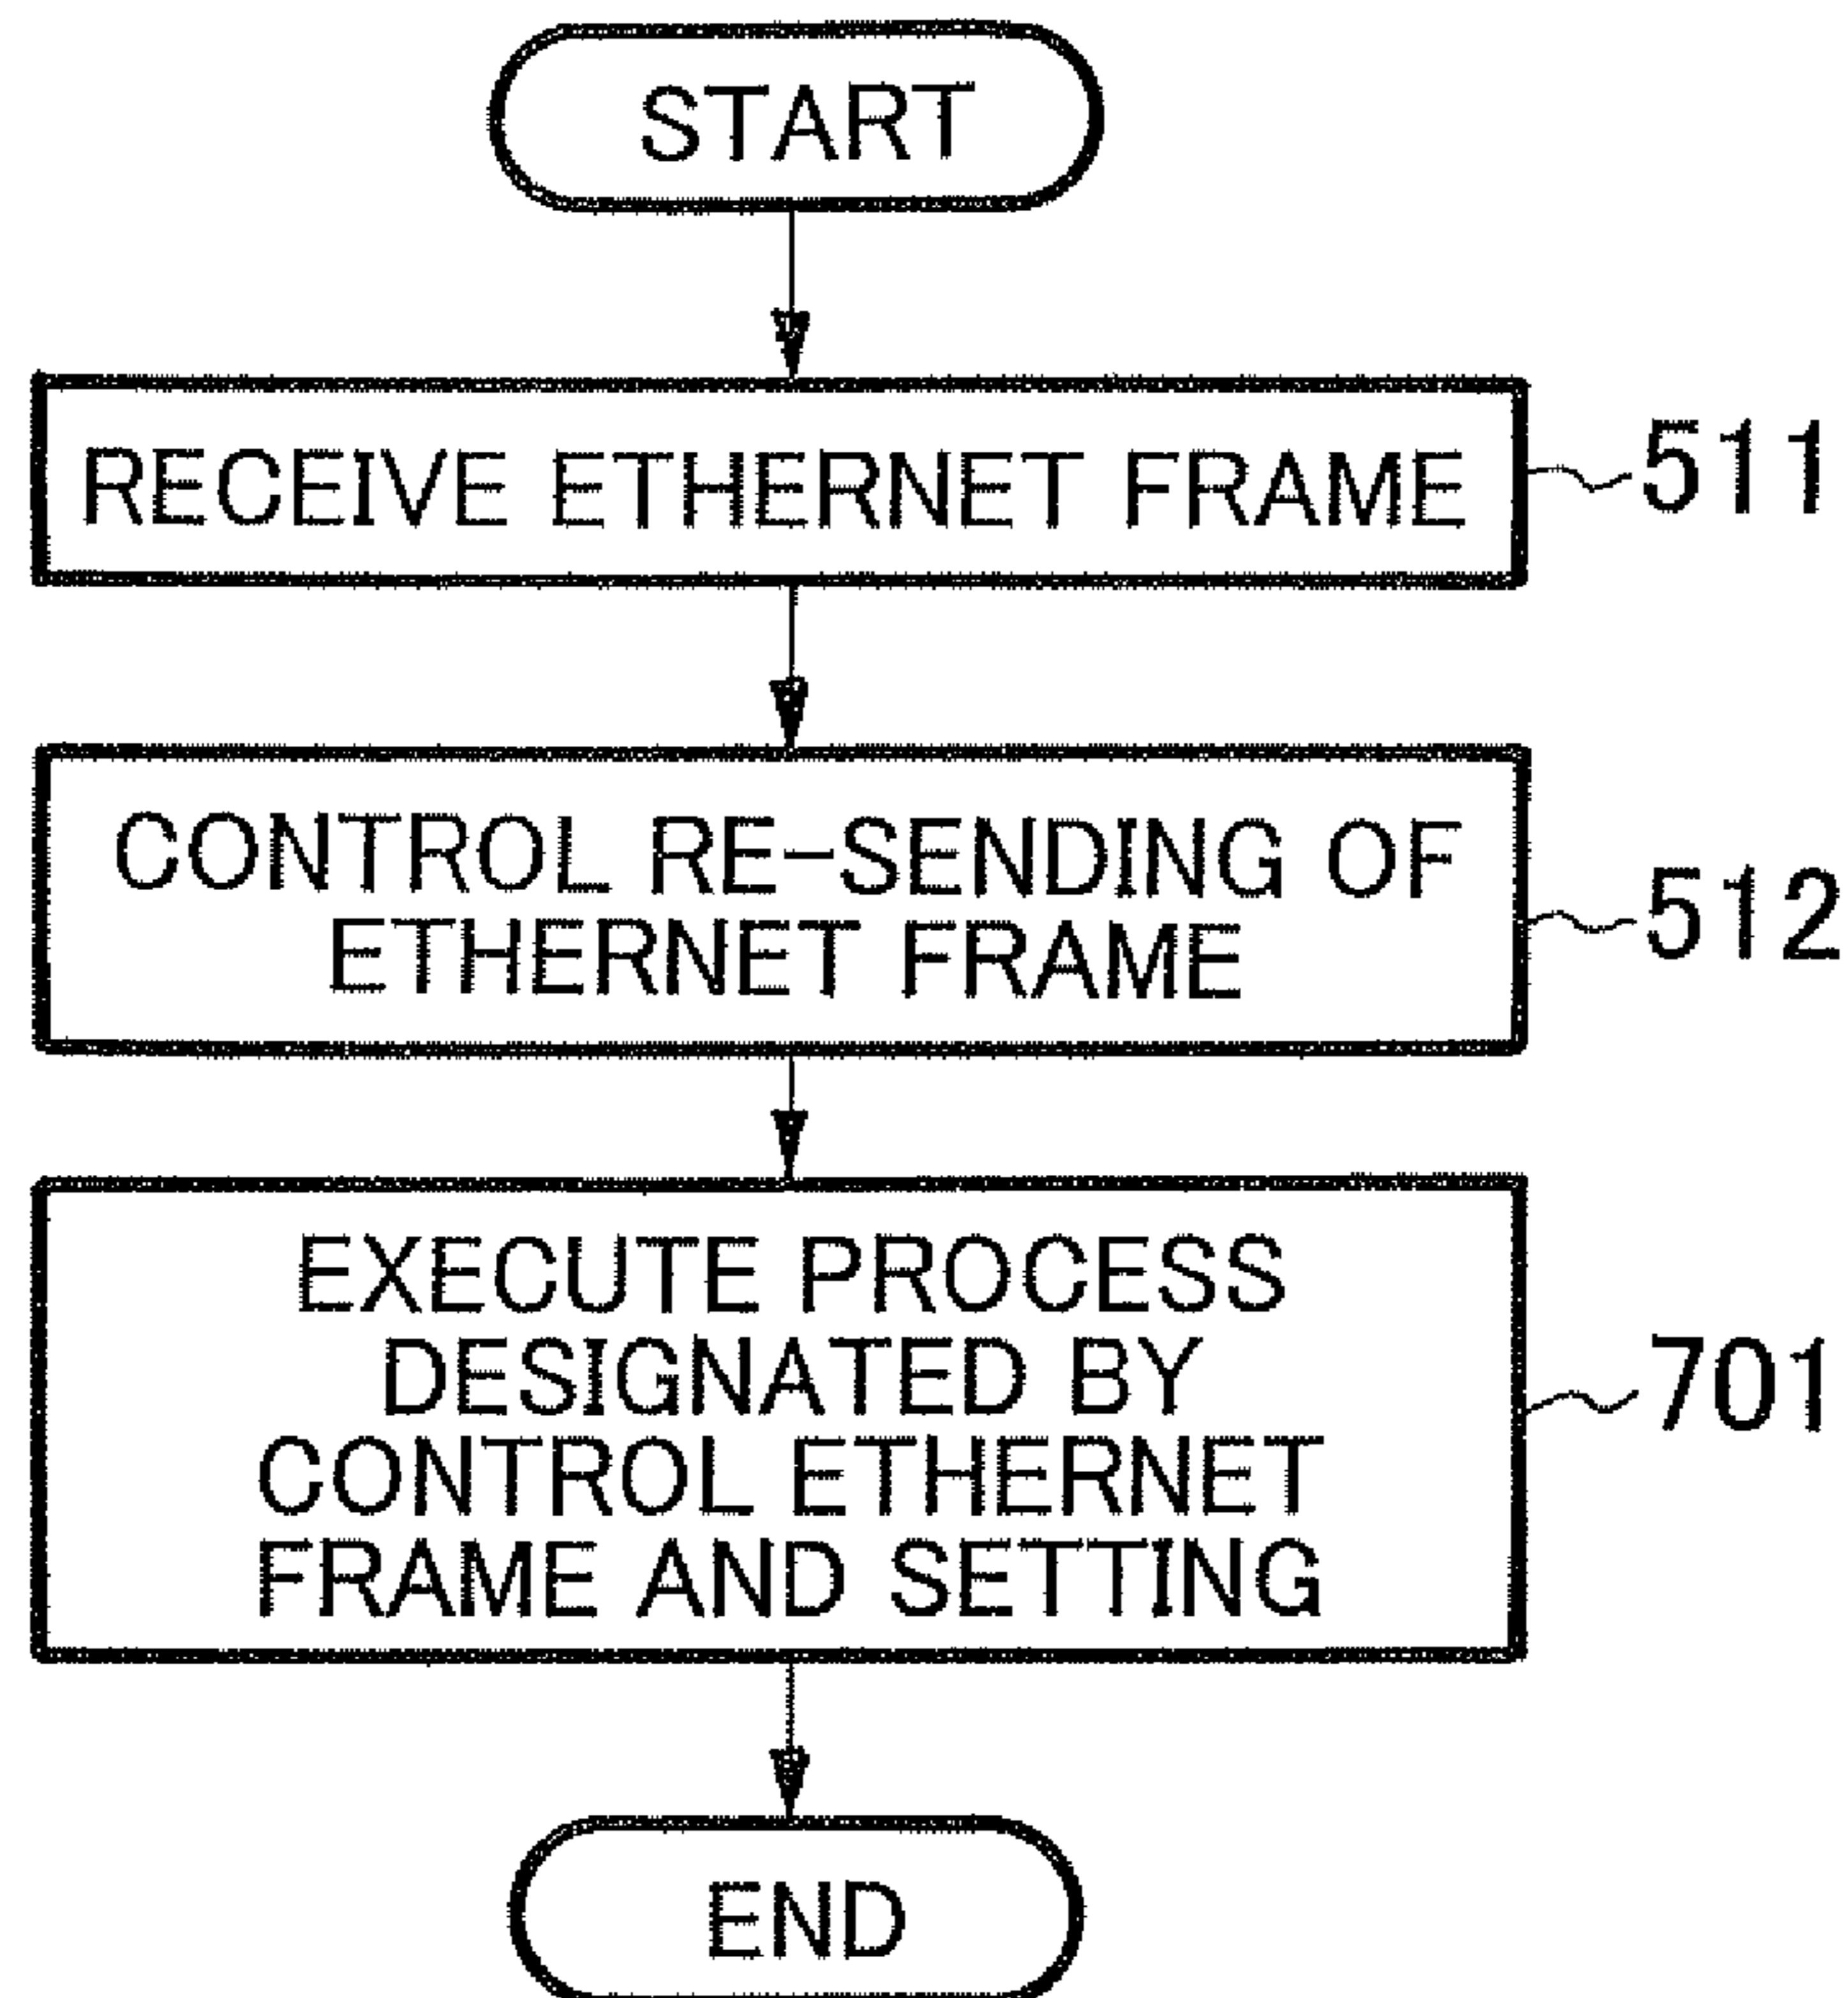 START
RECEIVE ETHERNET FRAME
511
CONTROL RE-SENDING OF
ETHERNET FRAME
512
EXECUTE PROCESS
DESIGNATED BY
CONTROL ETHERNET
FRAME AND SETTING
701
END